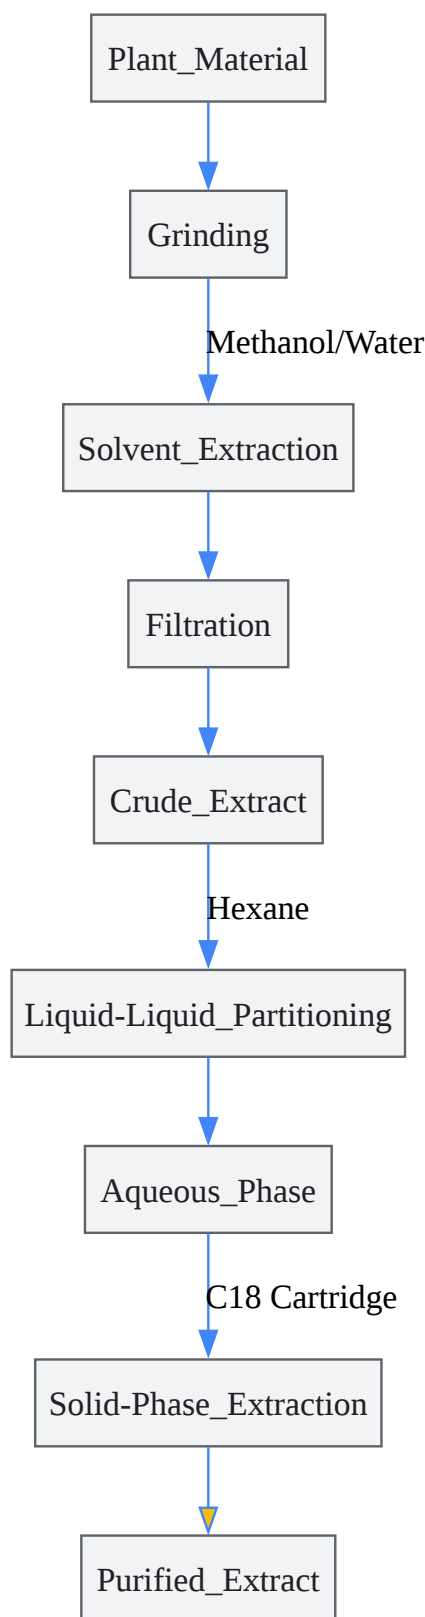 Plant_Material
Grinding
Methanol/Water
Solvent_Extraction
Filtration
Crude_Extract
Hexane
Liquid-Liquid_Partitioning
Aqueous_Phase
C18 Cartridge
Solid-Phase_Extraction
Purified_Extract